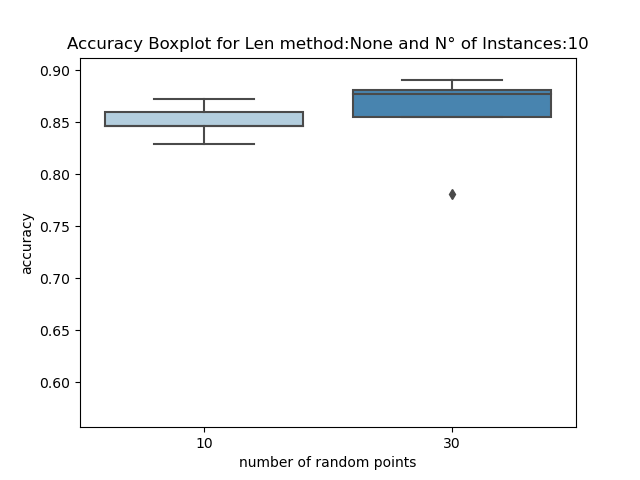 Accuracy Boxplot for Len method:None and N° of Instances:10
0.90
0.85
0.80
0.75
0.70
0.65
0.60
accuracy
10 30
number of random points